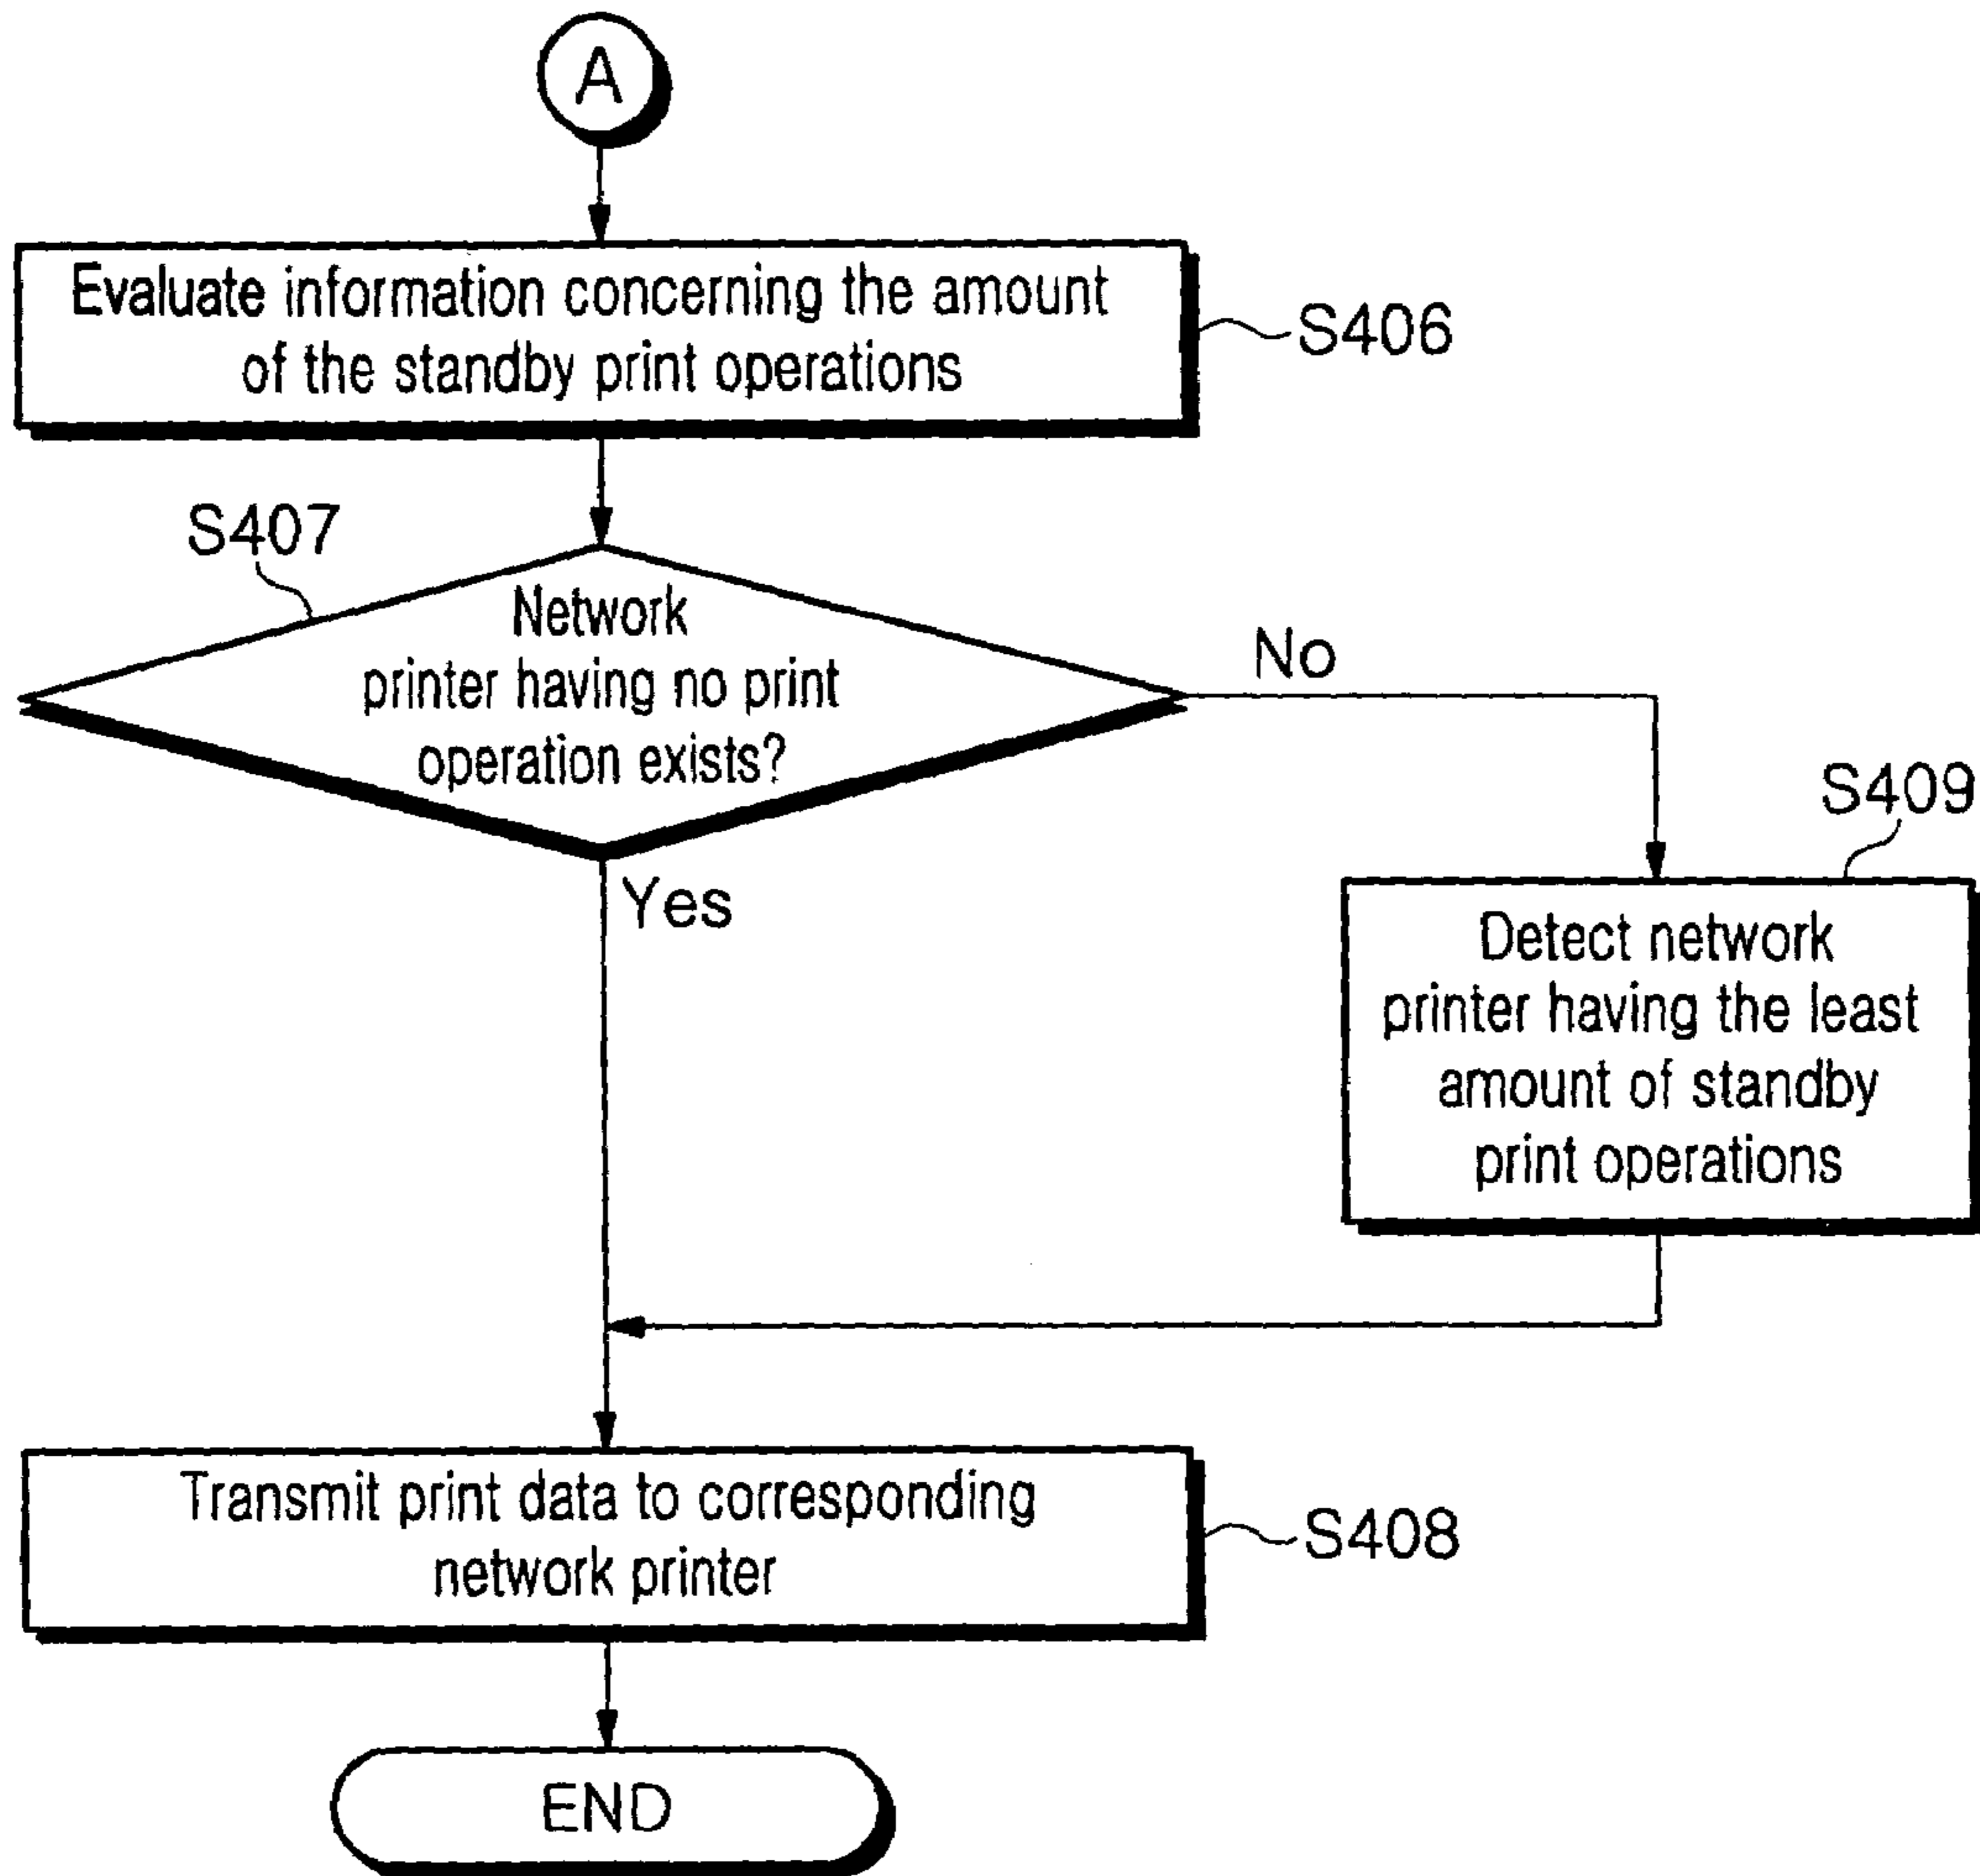 A
Evaluate information concerning the amount
of the standby print operations
S406
S407
Network
printer having no print
operation exists?
No
Yes
S409
Detect network
printer having the least
amount of standby
print operations
Transmit print data to corresponding
network printer
S408
END